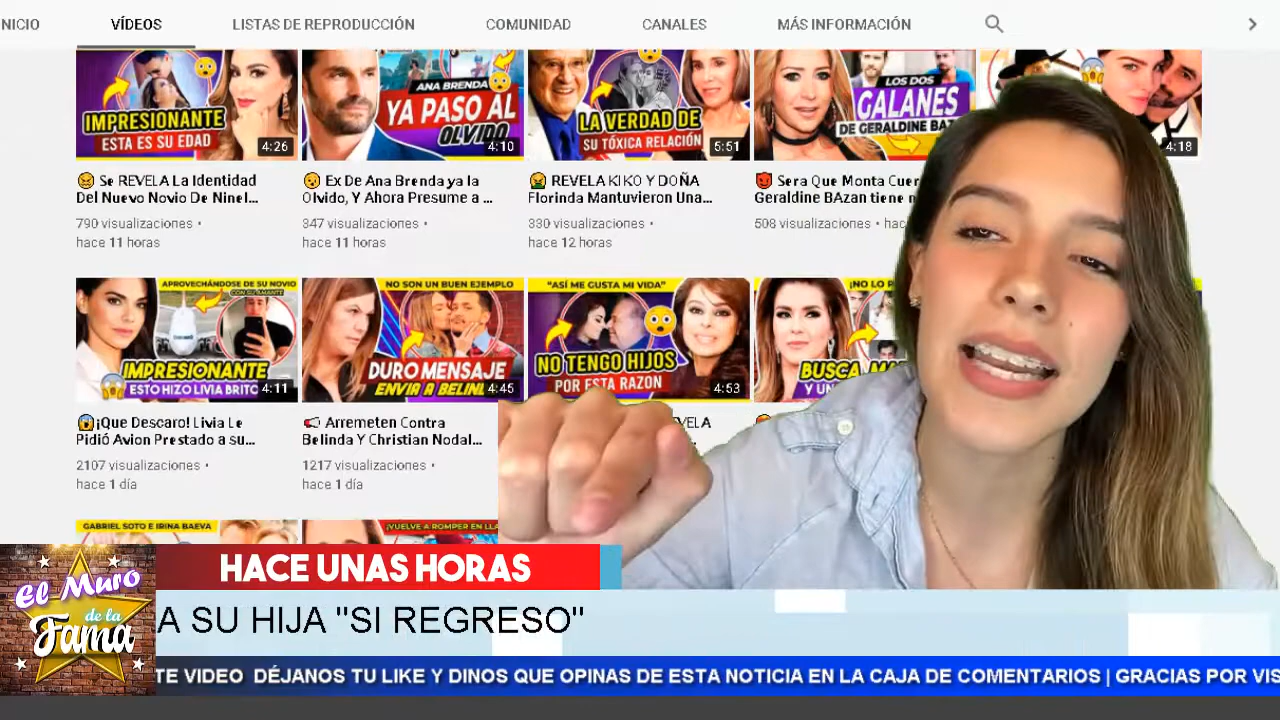 NICIO
VÍDEOS
LISTAS DE REPRODUCCIÓN
COMUNIDAD
CANALES
MÁS INFORMACIÓN
IMPRESIONANTE
ESTA ES SU EDAD
4:26
ANA BRENDA
YA PASO AL
OLVIDO
4:10
LA VERDAD DE
SU TÓXICA RELACIÓN
5:51
LOS DOS
GALANES
DE GERALDINE BAZ
4:18
Se REVELA La Identidad
Del Nuevo Novio De Ninel...
790 visualizaciones •
hace 11 horas
Ex De Ana Brenda ya la
Olvido, Y Ahora Presume a ...
347 visualizaciones •
hace 11 horas
REVELA KIKO Y DOÑA
Florinda Mantuvieron Una...
330 visualizaciones •
hace 12 horas
Sera Que Monta Cuer
Geraldine BAzan tiene n
508 visualizaciones • hac
APROVECHÁNDOSE DE SU NOVIO
CON SU AMANTE
IMPRESIONANTE
ESTO HIZO LIVIA BRITO
4:11
NO SON UN BUEN EJEMPLO
DURO MENSAJE
ENVIA A BELIN
4:45
"ASÍ ME GUSTA MI VIDA"
NO TENGO HIJOS
POR ESTA RAZON
4:53
¡NO LO P
BUSCA MA
Y UN
¡Que Descaro! Livia Le
Pidió Avion Prestado a su...
2107 visualizaciones •
hace 1 día
Arremeten Contra
Belinda Y Christian Nodal...
1217 visualizaciones •
hace 1 día
VELA
GABRIEL SOTO E IRINA BAEVA
¡VUELVE A ROMPER EN LLA
El Muro
de la
Fama
HACE UNAS HORAS
A SU HIJA "SI REGRESO"
TE VIDEO DÉJANOS TU LIKE Y DINOS QUE OPINAS DE ESTA NOTICIA EN LA CAJA DE COMENTARIOS | GRACIAS POR VIS